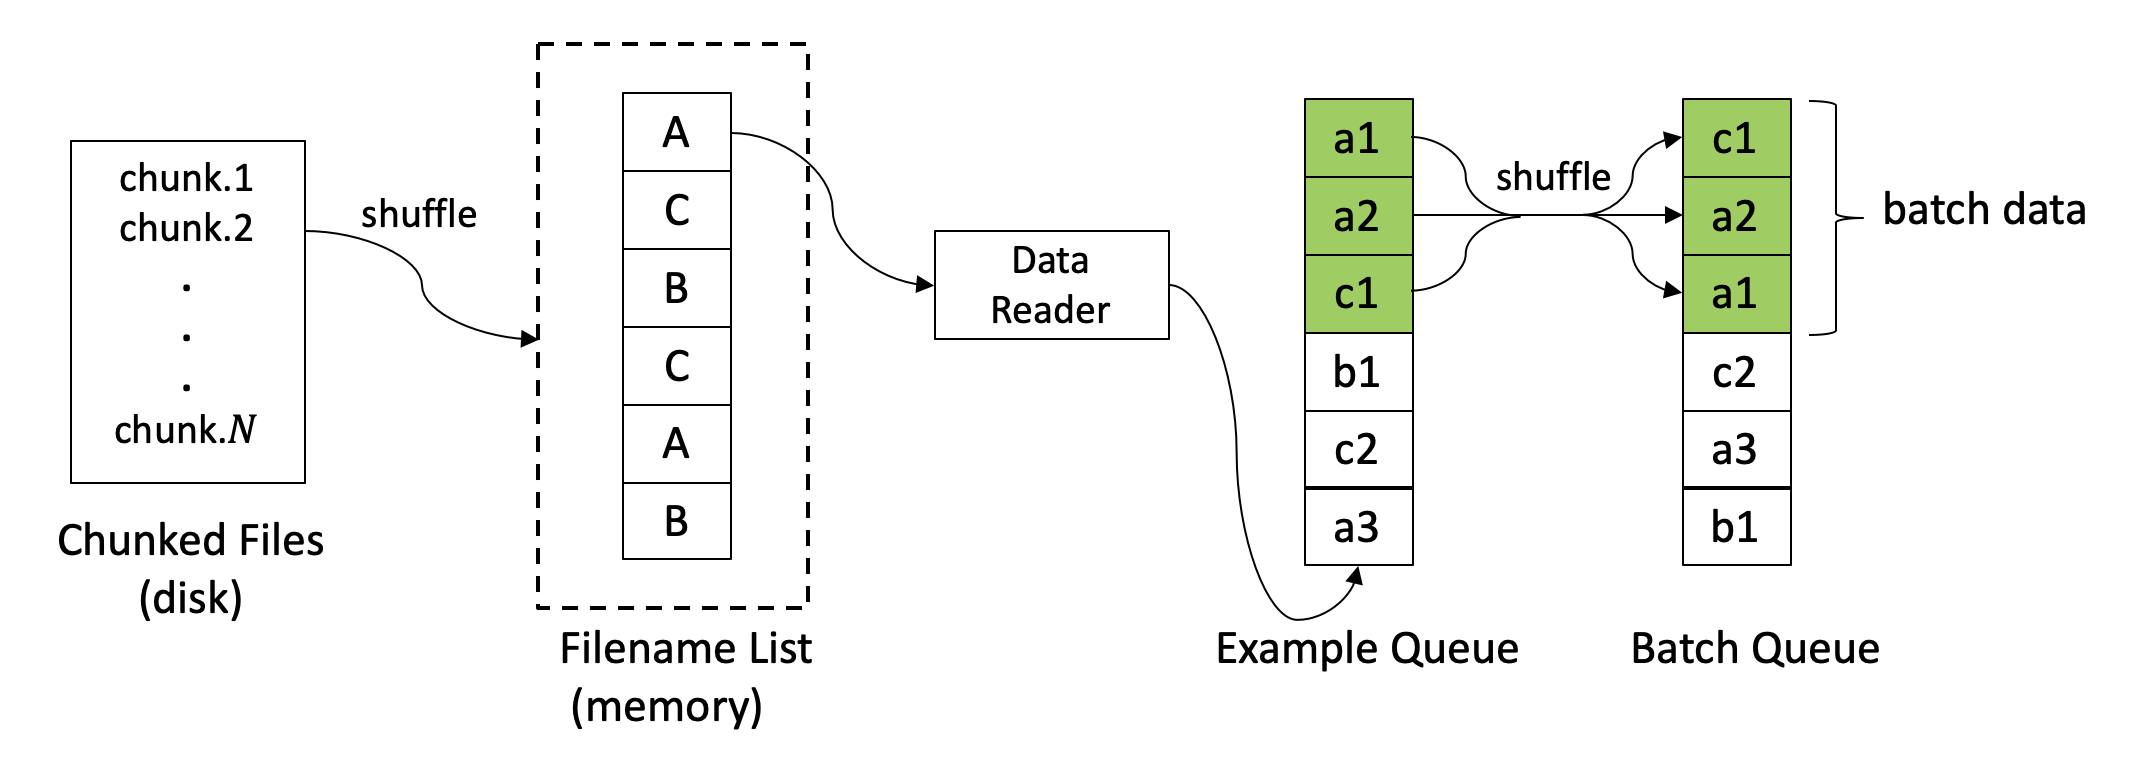 chunk.1
chunk.2
.
.
.
chunk.N
Chunked Files
(disk)
shuffle
A
C
B
C
A
B
Filename List
(memory)
Data
Reader
a1
a2
c1
b1
c2
a3
Example Queue
shuffle
c1
a2
a1
c2
a3
b1
Batch Queue
batch data